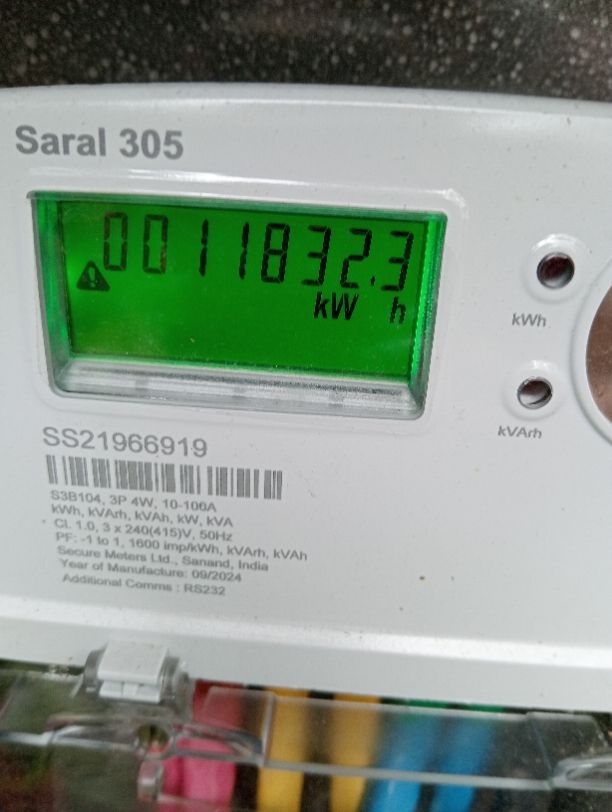 Saral 305
0011832.3
kW h
kWh
kVArh
SS21966919
S3B104, 3P 4W, 10-100A
kWh, kVArh, kVAh, kW, kVA
Cl. 1.0, 3 x 240(415)V, 50Hz
PF: -1 to 1, 1600 imp/kWh, kVArh, kVAh
Secure Meters Ltd., Sanand, India
Year of Manufacture: 09/2024
Additional Comms : RS232